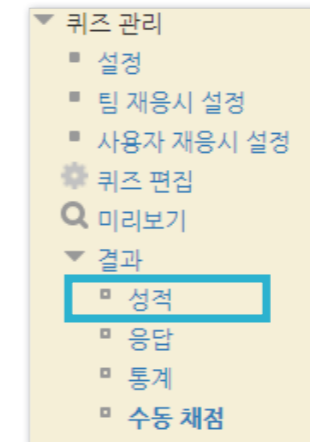 퀴즈 관리
설정
팀 재응시 설정
사용자 재응시 설정
퀴즈 편집
미리보기
결과
성적
응답
통계
수동 채점